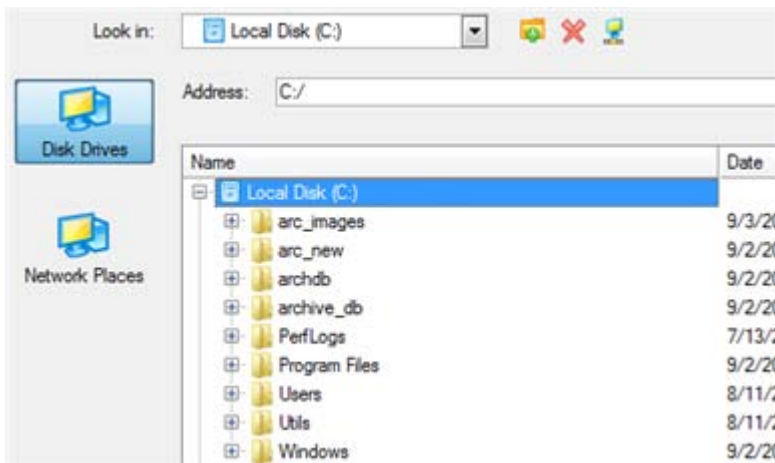 Look in: Local Disk (C:)
Address: C:/
Disk Drives
Name Date
Local Disk (C:)
arc_images 9/3/20
arc_new 9/2/20
archdb 9/2/20
archive_db 9/2/20
PerfLogs 7/13/2
Network Places
Program Files 9/2/20
Users 8/11/2
Utils 8/11/2
Windows 9/2/20